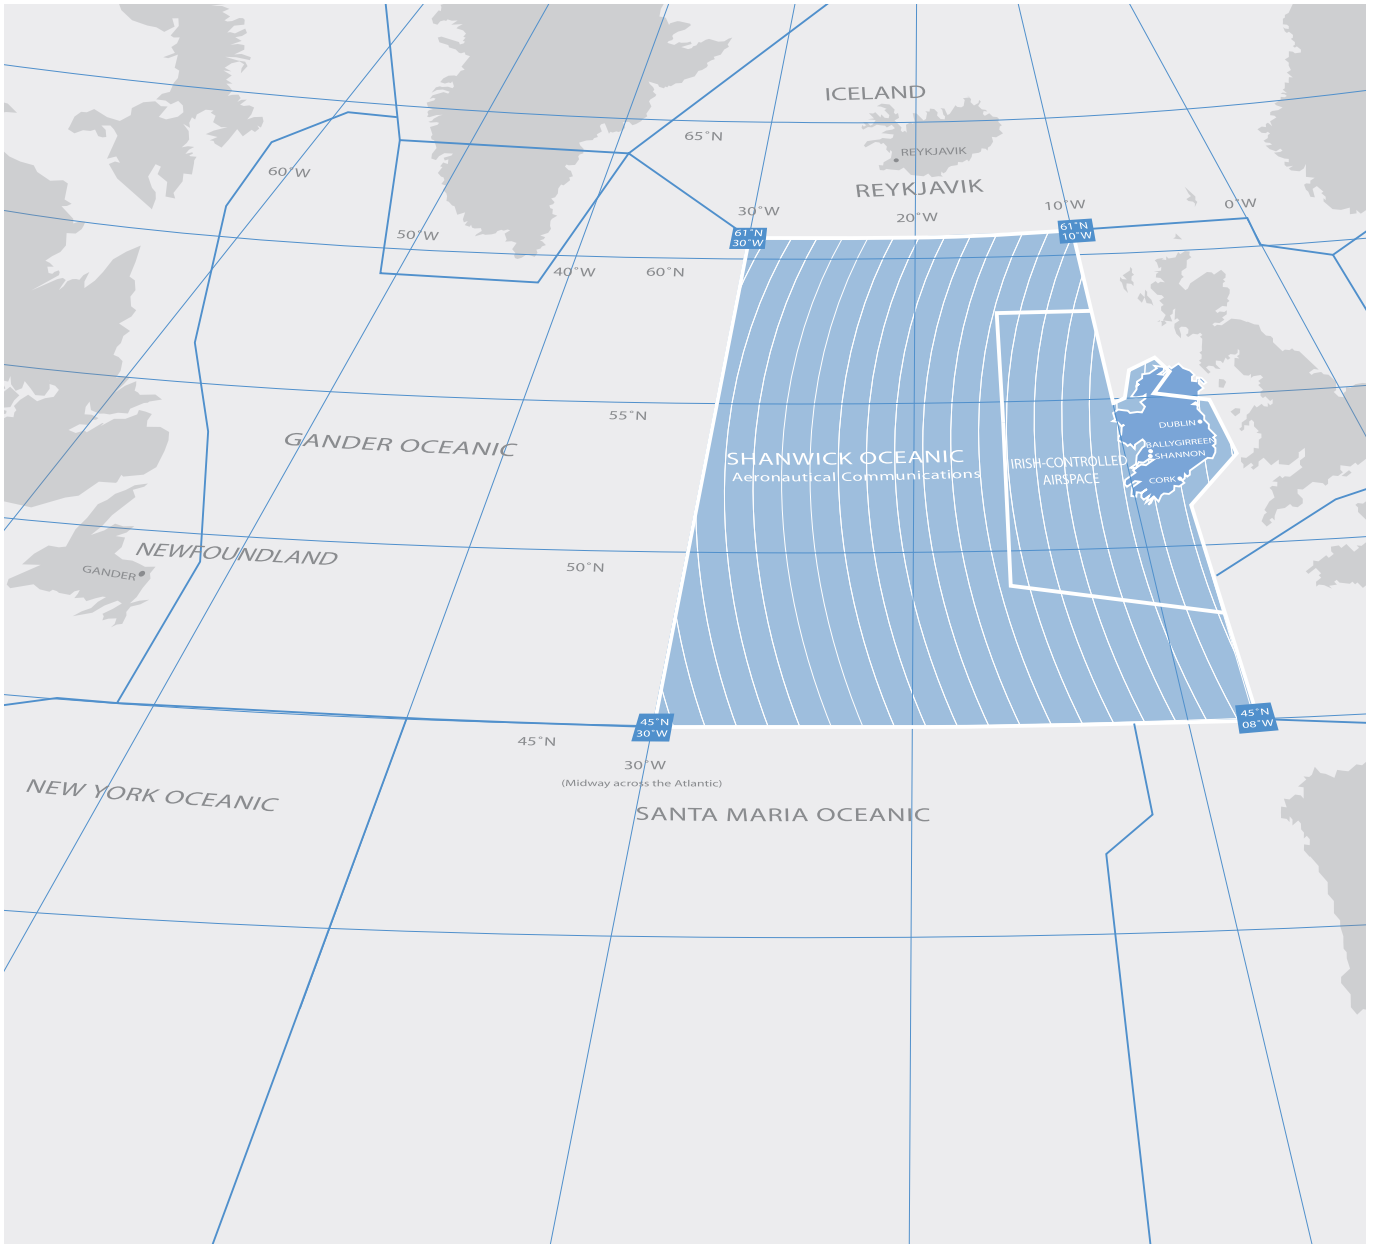 ICELAND
65˚N
REYKJAVIK
60˚W
REYKJAVIK
30˚W
20˚W
10˚W
0˚W
50˚W
61˚N
30˚W
61˚N
10˚W
40˚W
60˚N
55˚N
DUBLIN
GANDER OCEANIC
BALLYGIRREEN
SHANWICK OCEANIC
SHANNON
Aeronautical Communications
IRISH-CONTROLLED
AIRSPACE
CORK
NEWFOUNDLAND
GANDER
50˚N
45˚N
30˚W
45˚N
08˚W
45˚N
30˚W
(Midway across the Atlantic)
NEW YORK OCEANIC
SANTA MARIA OCEANIC